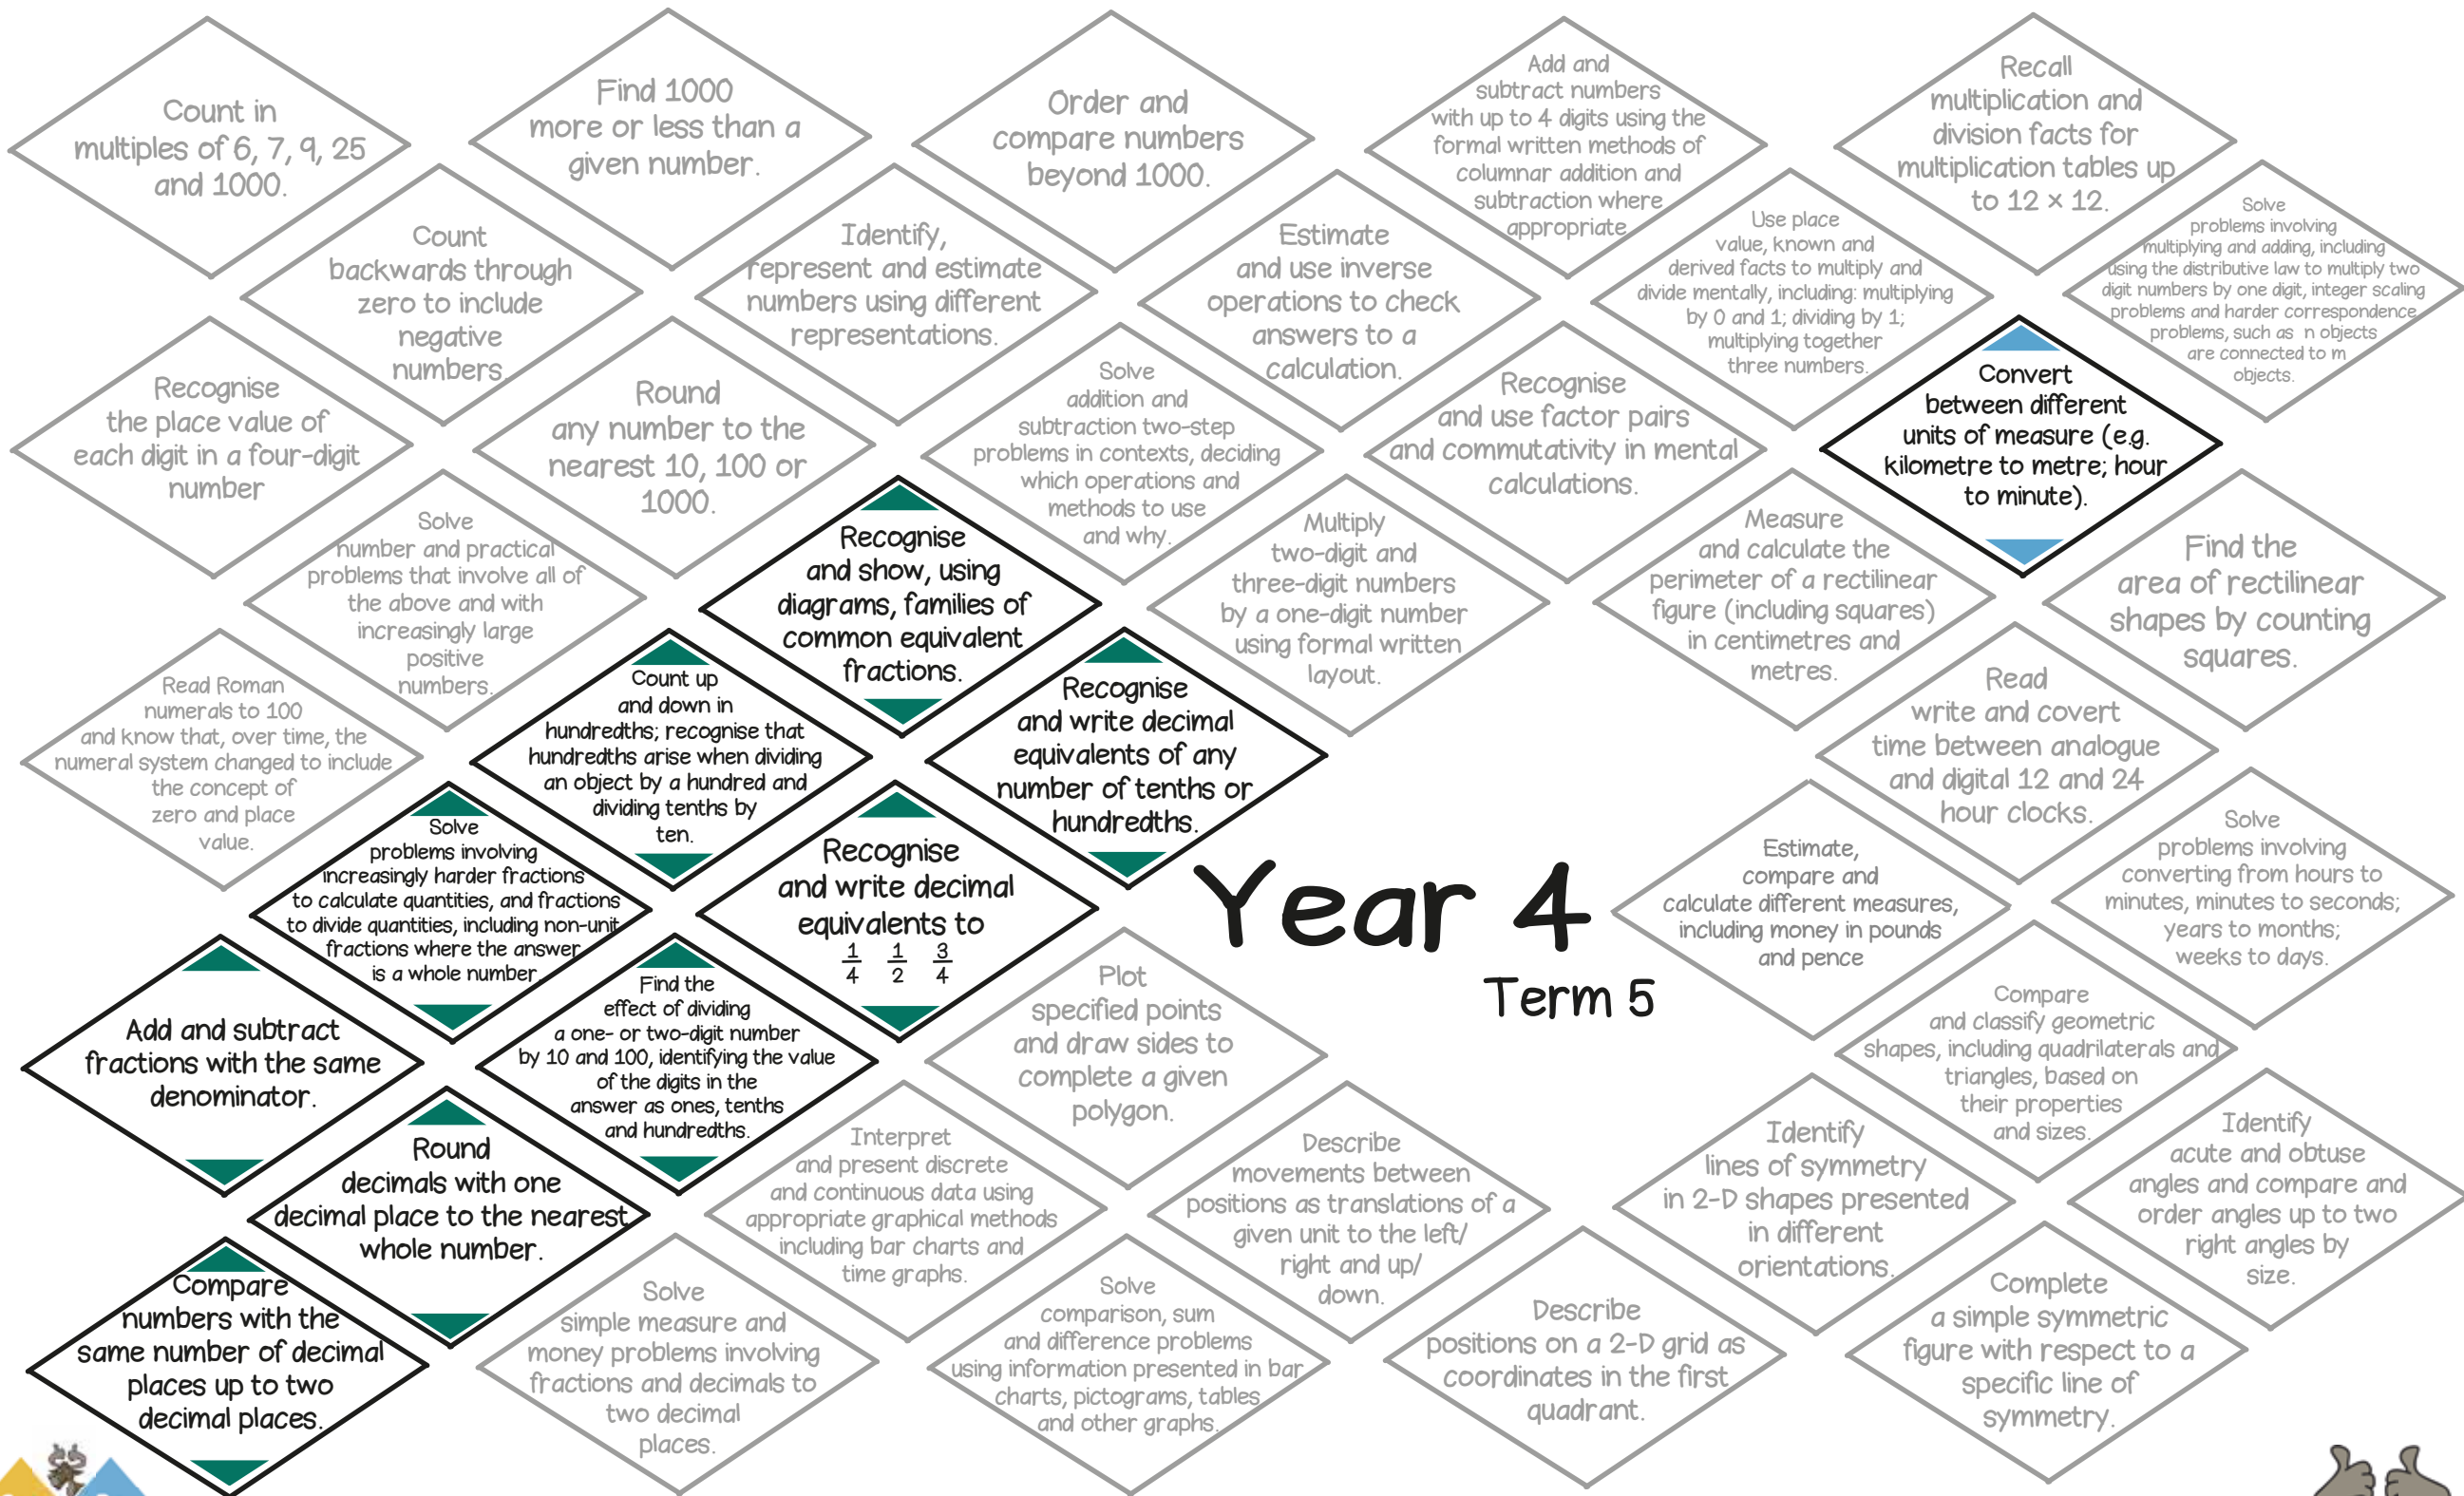 Count in
multiples of 6, 7, 9, 25
and 1000.
Find 1000
more or less than a
given number.
Order and
compare numbers
beyond 1000.
Add and
subtract numbers
with up to 4 digits using the
formal written methods of
columnar addition and
subtraction where
appropriate
Recall
multiplication and
division facts for
multiplication tables up
to 12 × 12.
Count
backwards through
zero to include
negative
numbers.
Identify,
represent and estimate
numbers using different
representations.
Estimate
and use inverse
operations to check
answers to a
calculation.
Use place
value, known and
derived facts to multiply and
divide mentally, including: multiplying
by 0 and 1; dividing by 1;
multiplying together
three numbers.
Solve
problems involving
multiplying and adding, including
using the distributive law to multiply two
digit numbers by one digit, integer scaling
problems and harder correspondence
problems, such as n objects
are connected to m
objects.
Recognise
the place value of
each digit in a four-digit
number
Round
any number to the
nearest 10, 100 or
1000.
Solve
addition and
subtraction two-step
problems in contexts, deciding
which operations and
methods to use
and why.
Recognise
and use factor pairs
and commutativity in mental
calculations.
Convert
between different
units of measure (e.g.
kilometre to metre; hour
to minute).
Solve
number and practical
problems that involve all of
the above and with
increasingly large
positive
numbers.
Recognise
and show, using
diagrams, families of
common equivalent
fractions.
Multiply
two-digit and
three-digit numbers
by a one-digit number
using formal written
layout.
Measure
and calculate the
perimeter of a rectilinear
figure (including squares)
in centimetres and
metres.
Find the
area of rectilinear
shapes by counting
squares.
Read Roman
numerals to 100
and know that, over time, the
numeral system changed to include
the concept of
zero and place
value.
Count up
and down in
hundredths; recognise that
hundredths arise when dividing
an object by a hundred and
dividing tenths by
ten.
Recognise
and write decimal
equivalents of any
number of tenths or
hundredths.
Read
write and covert
time between analogue
and digital 12 and 24
hour clocks.
Solve
problems involving
increasingly harder fractions
to calculate quantities, and fractions
to divide quantities, including non-unit
fractions where the answer
is a whole number.
Recognise
and write decimal
equivalents to
1 1 3
4 2 4
Year 4
Term 5
Estimate,
compare and
calculate different measures,
including money in pounds
and pence
Solve
problems involving
converting from hours to
minutes, minutes to seconds;
years to months;
weeks to days.
Add and subtract
fractions with the same
denominator.
Find the
effect of dividing
a one- or two-digit number
by 10 and 100, identifying the value
of the digits in the
answer as ones, tenths
and hundredths.
Plot
specified points
and draw sides to
complete a given
polygon.
Compare
and classify geometric
shapes, including quadrilaterals and
triangles, based on
their properties
and sizes.
Round
decimals with one
decimal place to the nearest
whole number.
Interpret
and present discrete
and continuous data using
appropriate graphical methods
including bar charts and
time graphs.
Describe
movements between
positions as translations of a
given unit to the left/
right and up/
down.
Identify
lines of symmetry
in 2-D shapes presented
in different
orientations.
Identify
acute and obtuse
angles and compare and
order angles up to two
right angles by
size.
Compare
numbers with the
same number of decimal
places up to two
decimal places.
Solve
simple measure and
money problems involving
fractions and decimals to
two decimal
places.
Solve
comparison, sum
and difference problems
using information presented in bar
charts, pictograms, tables
and other graphs.
Describe
positions on a 2-D grid as
coordinates in the first
quadrant.
Complete
a simple symmetric
figure with respect to a
specific line of
symmetry.